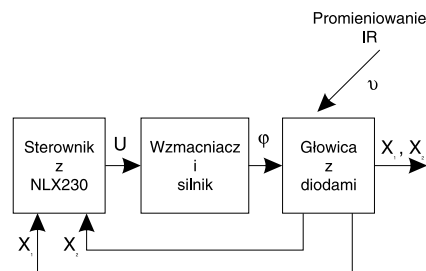 Promieniowanie
IR
υ
Sterownik
z
NLX230
U
Wzmacniacz
i
silnik
φ
Głowica
z
diodami
X₁ , X₂
X₁
X₂